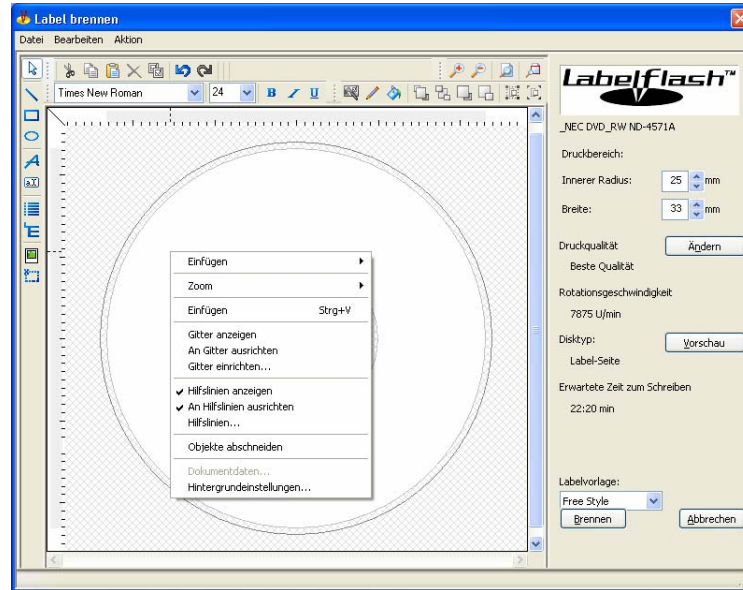 Label brennen
Datei Bearbeiten Aktion
Times New Roman 24 B I U
Labelflash™
_NEC DVD_RW ND-4571A
Druckbereich:
Innerer Radius: 25 mm
Breite: 33 mm
Druckqualität Ändern
Beste Qualität
Rotationsgeschwindigkeit
7875 U/min
Disktyp: Vorschau
Label-Seite
Erwartete Zeit zum Schreiben
22:20 min
Labelvorlage:
Free Style
Brennen Abbrechen
Einfügen
Zoom
Einfügen Strg+V
Gitter anzeigen
An Gitter ausrichten
Gitter einrichten...
Hilfslinien anzeigen
An Hilfslinien ausrichten
Hilfslinien...
Objekte abschneiden
Dokumentdaten...
Hintergrundeinstellungen...